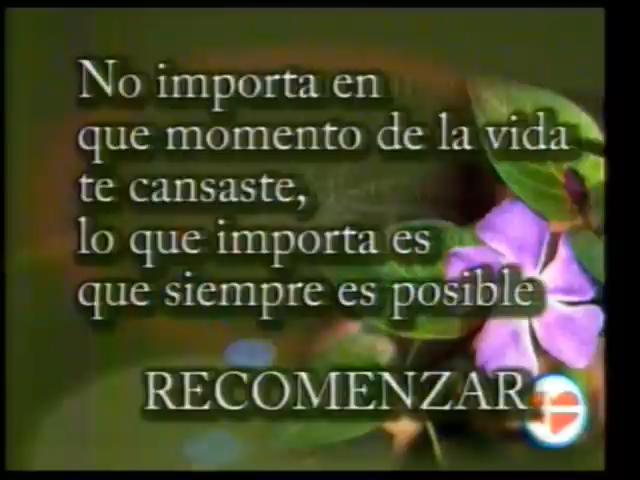 No importa en
que momento de la vida
te cansaste,
lo que importa es
que siempre es posible
RECOMENZAR